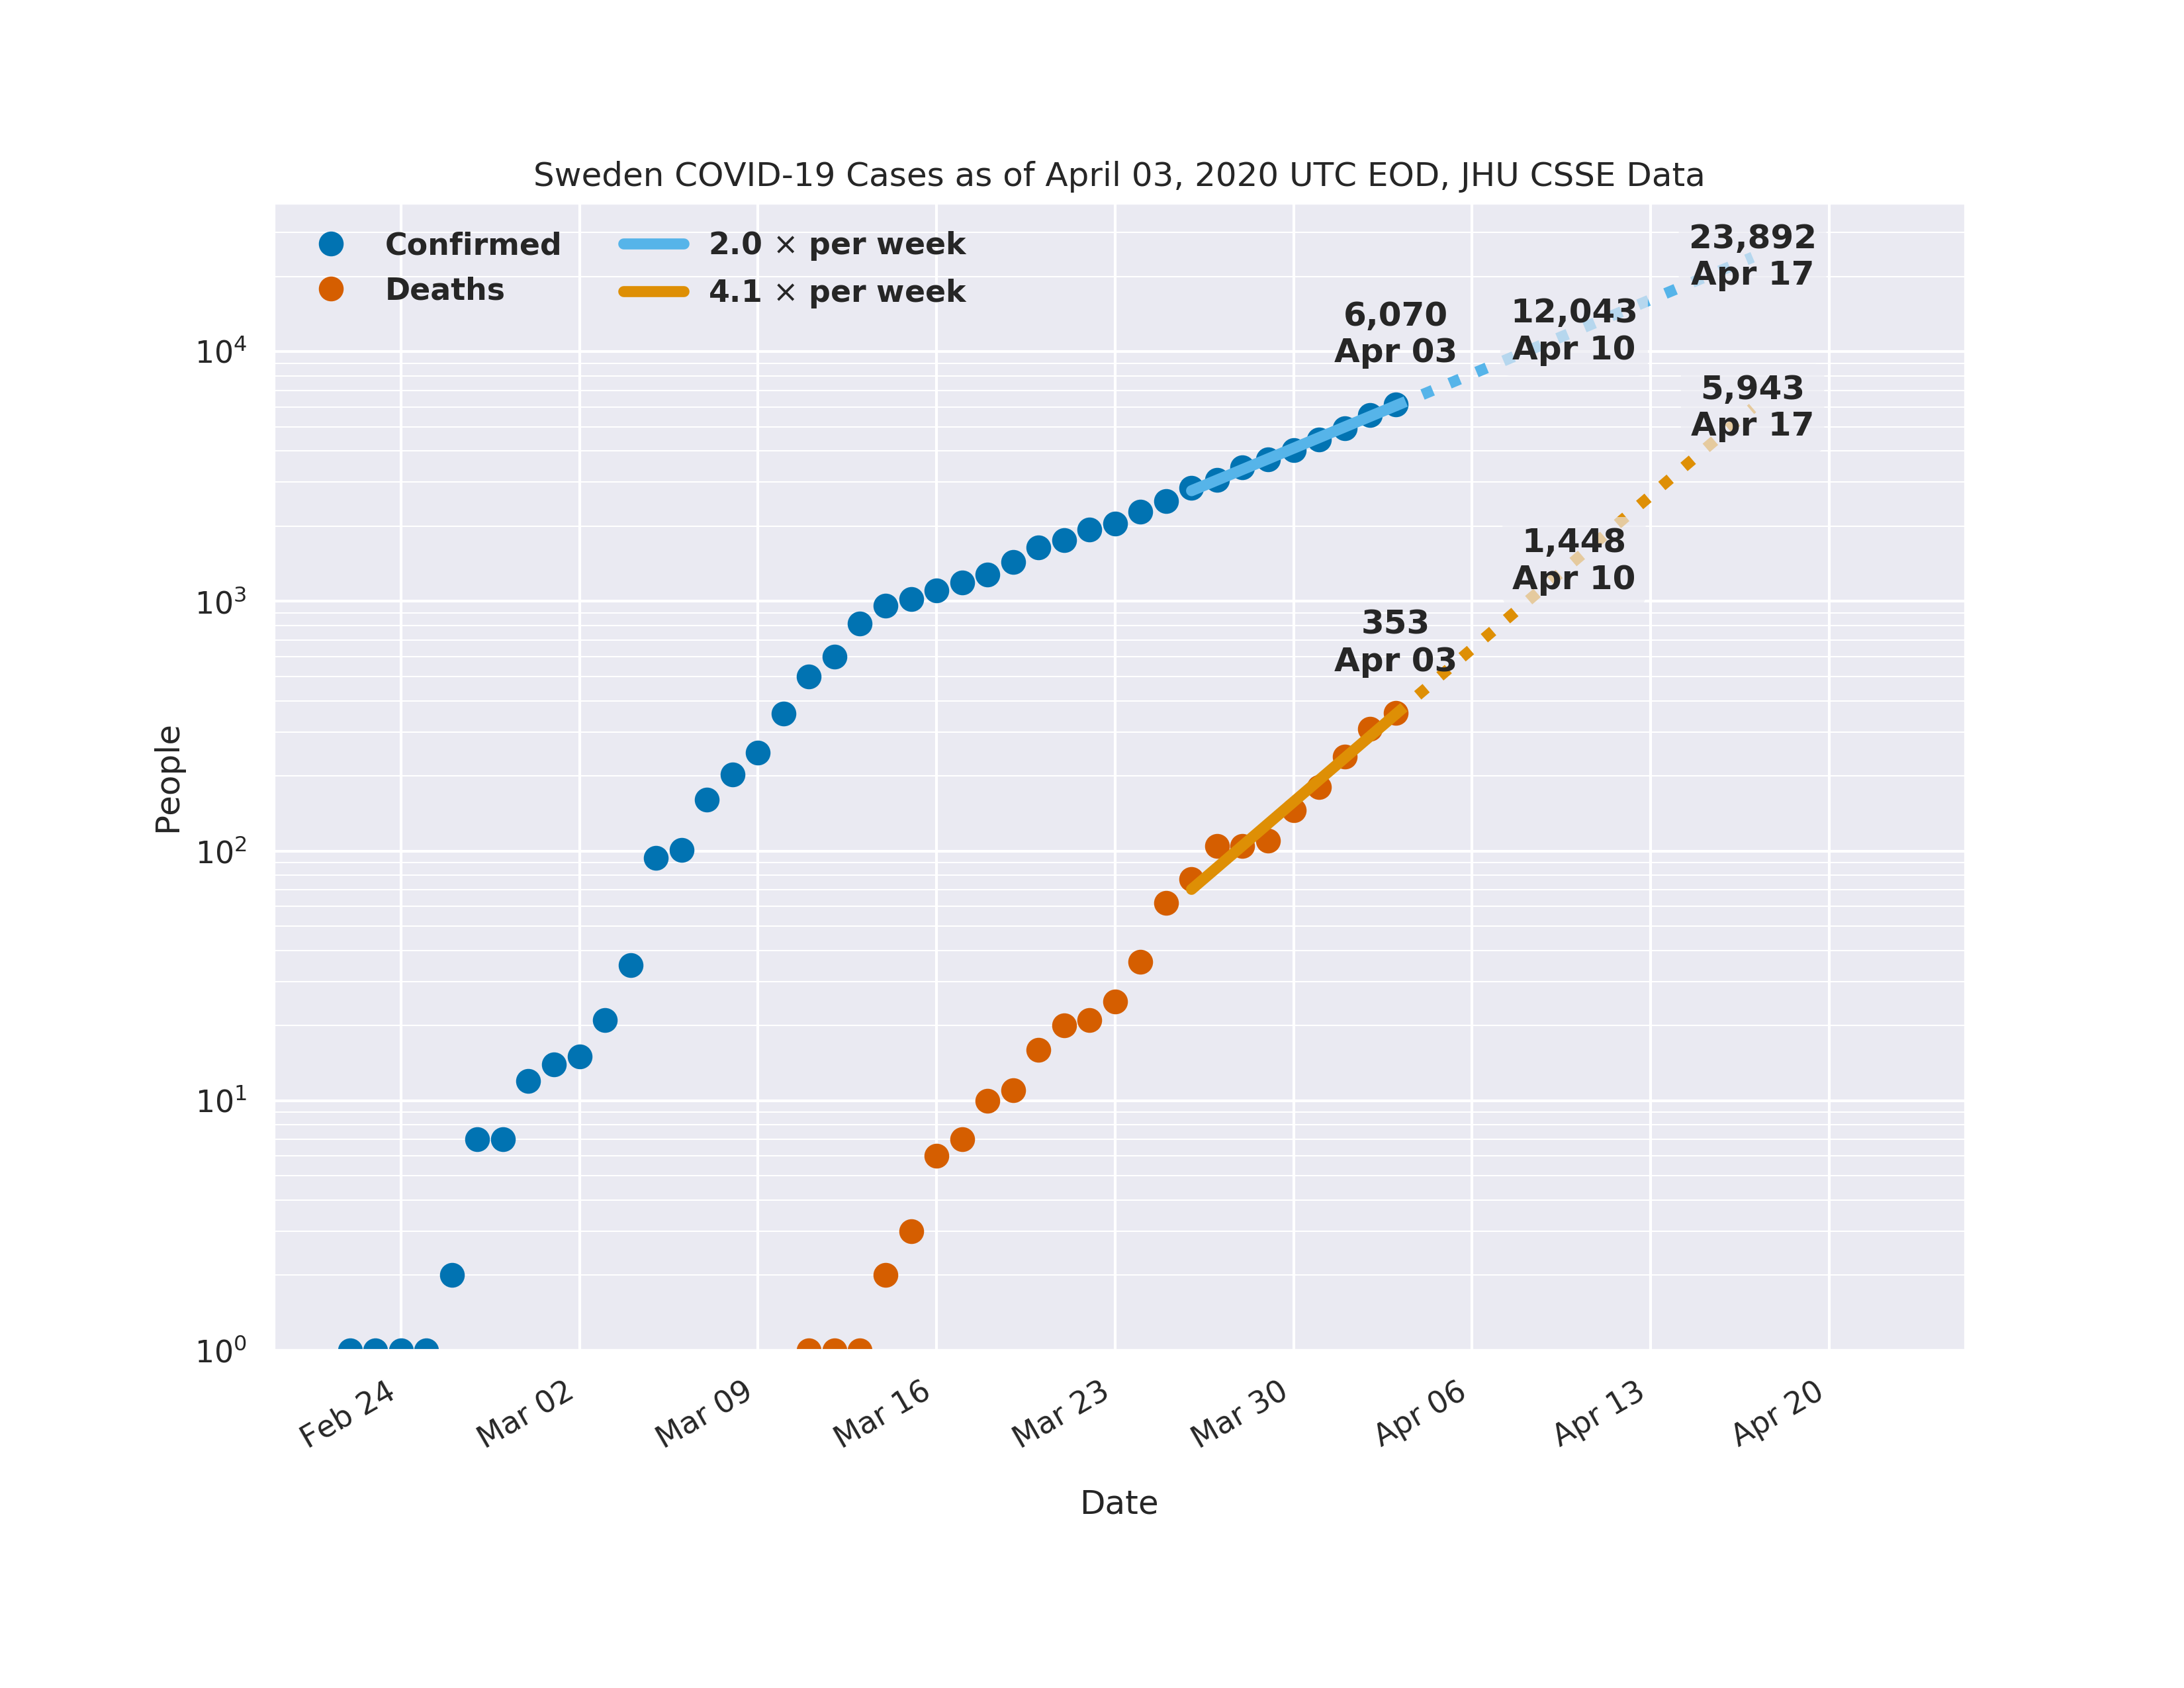 Sweden COVID-19 Cases as of April 03, 2020 UTC EOD, JHU CSSE Data
Confirmed
Deaths
2.0 × per week
4.1 × per week
23,892
Apr 17
6,070
Apr 03
12,043
Apr 10
5,943
Apr 17
1,448
Apr 10
353
Apr 03
People
10⁴
10³
10²
10¹
10⁰
Feb 24
Mar 02
Mar 09
Mar 16
Mar 23
Mar 30
Apr 06
Apr 13
Apr 20
Date